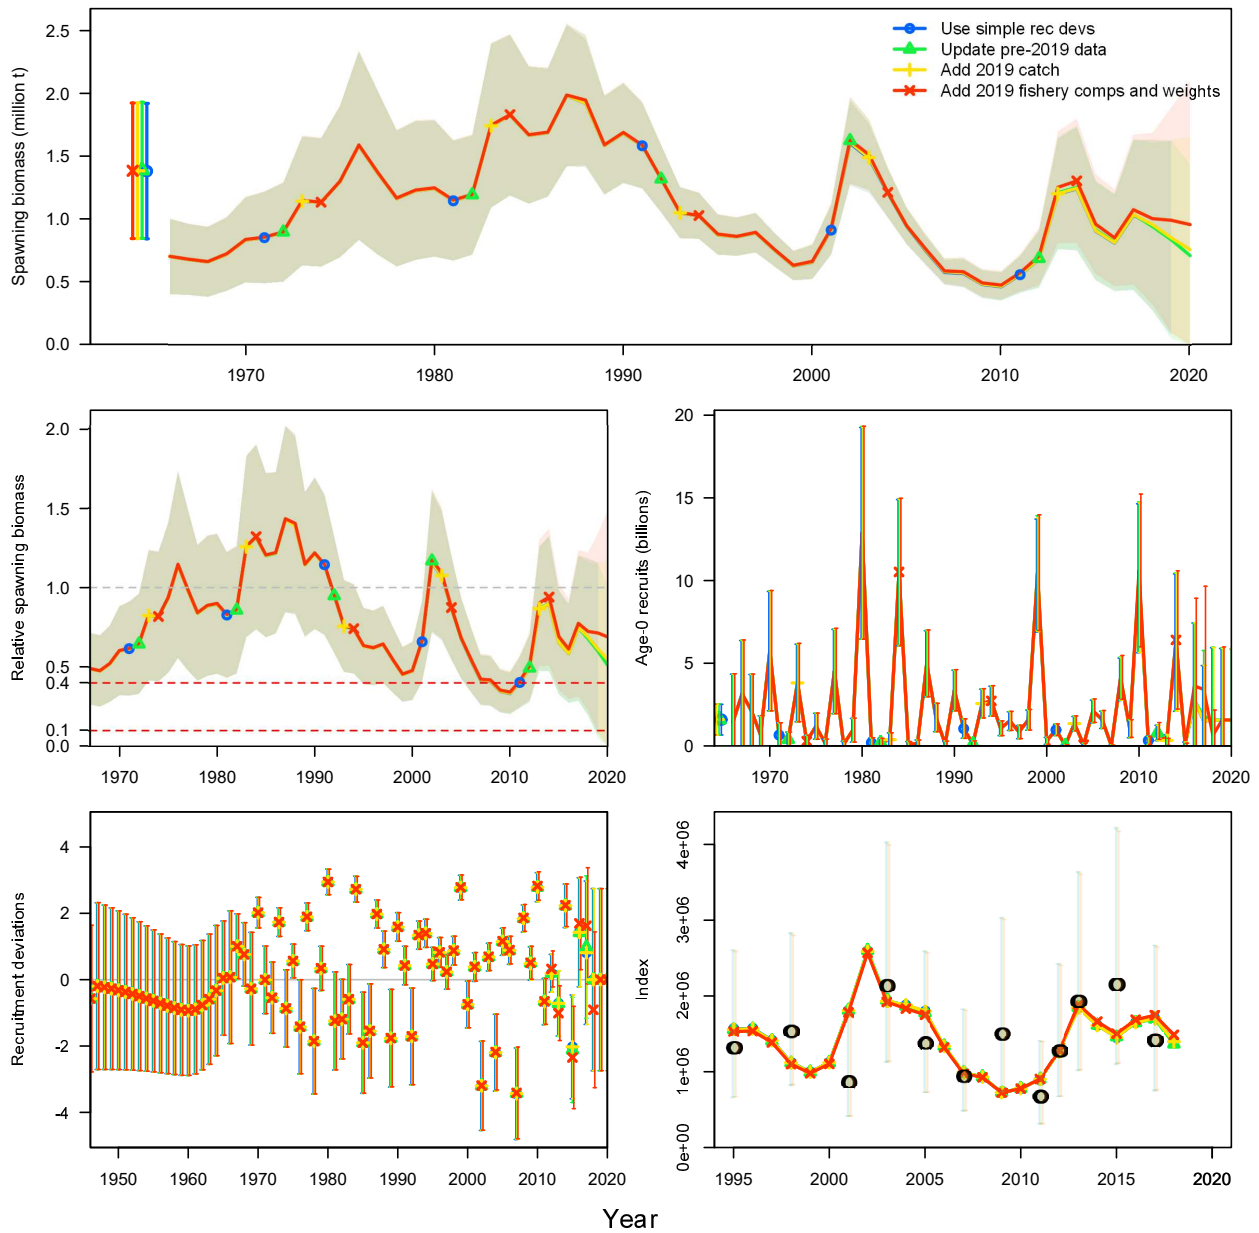 Spawning biomass (million t)
2.5
2.0
1.5
1.0
0.5
0.0
Use simple rec devs
Update pre-2019 data
Add 2019 catch
Add 2019 fishery comps and weights
1970 1980 1990 2000 2010 2020
Relative spawning biomass
2.0
1.5
1.0
0.5
0.4
0.1
0.0
1970 1980 1990 2000 2010 2020
Age-0 recruits (billions)
20
15
10
5
0
1970 1980 1990 2000 2010 2020
Recruitment deviations
4
2
0
-2
-4
1950 1960 1970 1980 1990 2000 2010 2020
Index
4e+06
3e+06
2e+06
1e+06
0e+00
1995 2000 2005 2010 2015 2020
Year